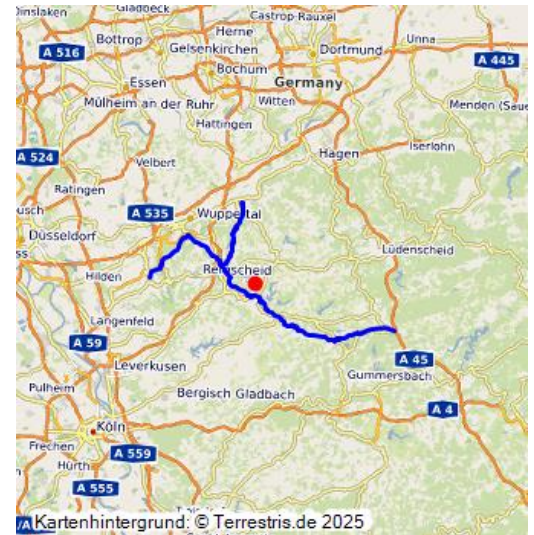 Dinslaken
Gladbeck
Castrop-Rauxel
Bottrop
Herne
Unna
A 516
Gelsenkirchen
Dortmund
A 445
Essen
Bochum
Germany
Mülheim an der Ruhr
Witten
Menden (Saue
Hattingen
Iserlohn
A 524
Velbert
Hagen
Ratingen
usch
A 535
Wuppertal
Düsseldorf
ss
Lüdenscheid
Hilden
Remscheid
Langenfeld
A 59
Leverkusen
A 45
Gummersbach
Pulheim
Bergisch Gladbach
A 4
Köln
Frechen
A 559
Hürth
A 555
/A
Kartenhintergrund: © Terrestris.de 2025